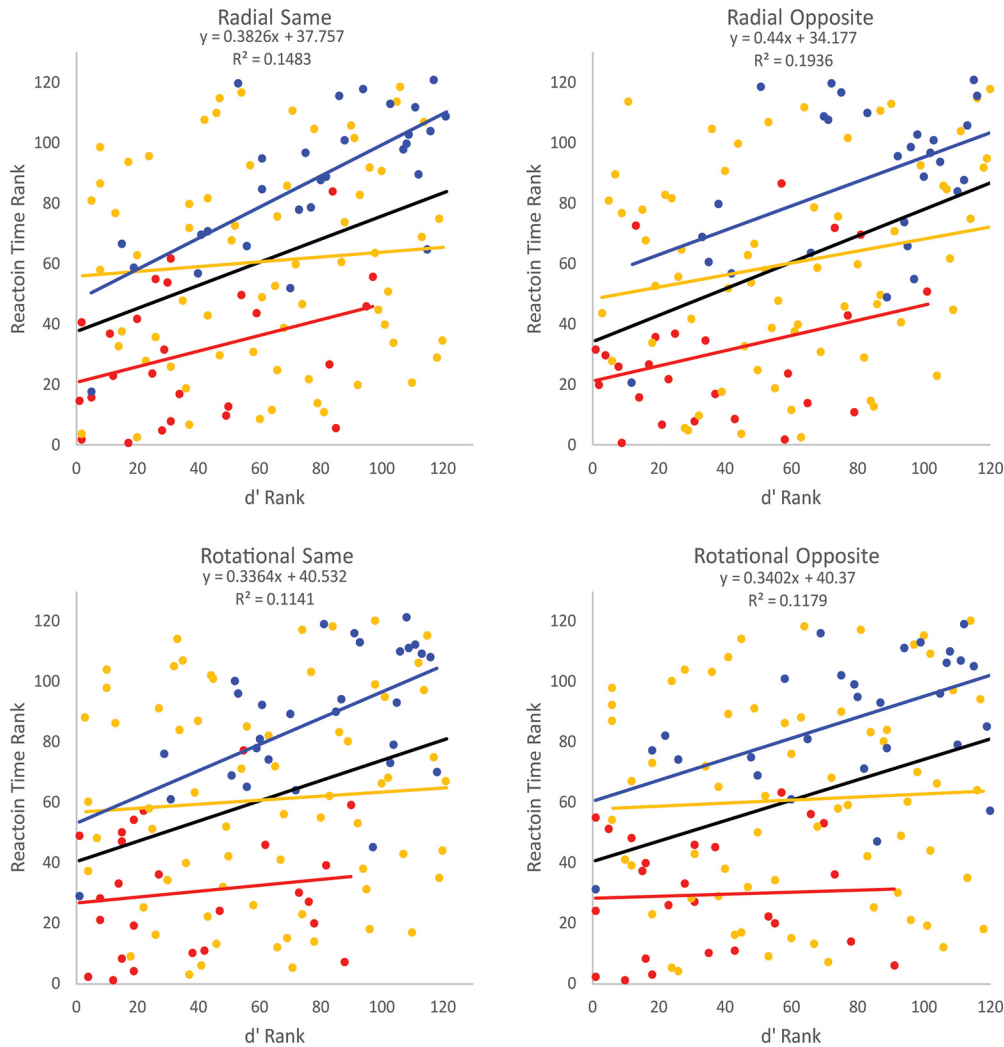 Radial Same
y = 0.3826x + 37.757
R² = 0.1483
Reactoin Time Rank
120
100
80
60
40
20
0
0 20 40 60 80 100 120
d' Rank
Radial Opposite
y = 0.44x + 34.177
R² = 0.1936
Reactoin Time Rank
120
100
80
60
40
20
0
0 20 40 60 80 100 120
d' Rank
Rotational Same
y = 0.3364x + 40.532
R² = 0.1141
Reactoin Time Rank
120
100
80
60
40
20
0
0 20 40 60 80 100 120
d' Rank
Rotational Opposite
y = 0.3402x + 40.37
R² = 0.1179
Reactoin Time Rank
120
100
80
60
40
20
0
0 20 40 60 80 100 120
d' Rank